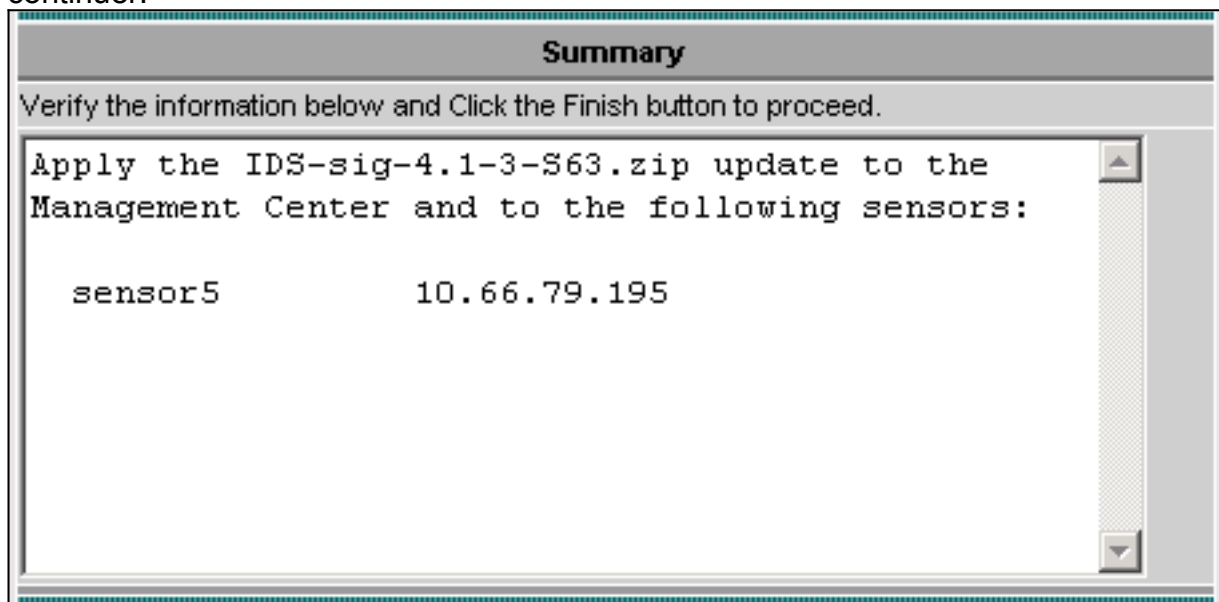 continuer.
Summary
Verify the information below and Click the Finish button to proceed.
Apply the IDS-sig-4.1-3-S63.zip update to the
Management Center and to the following sensors:
sensor5 10.66.79.195